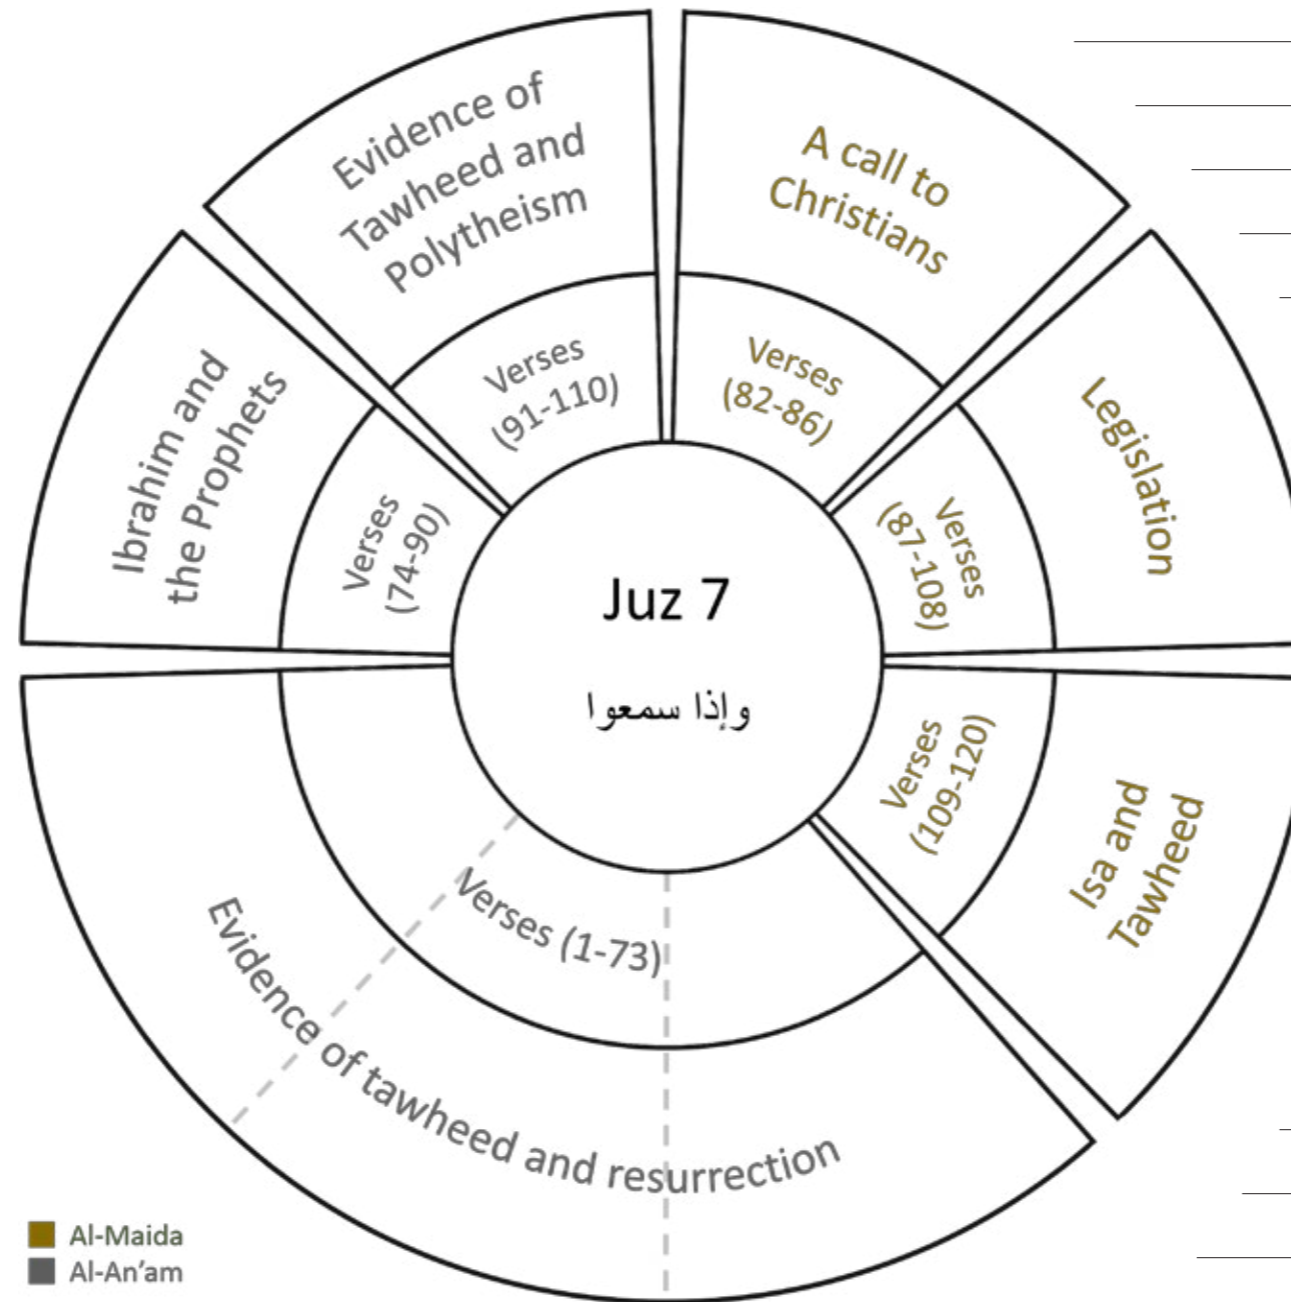 Juz 7
وإذا سمعوا
A call to
Christians
Verses
(82-86)
Legislation
Verses
(87-108)
Isa and
Tawheed
Verses
(109-120)
Evidence of tawheed and resurrection
Verses (1-73)
Ibrahim and
the Prophets
Verses
(74-90)
Evidence of
Tawheed and
Polytheism
Verses
(91-110)
Al-Maida
Al-An’am